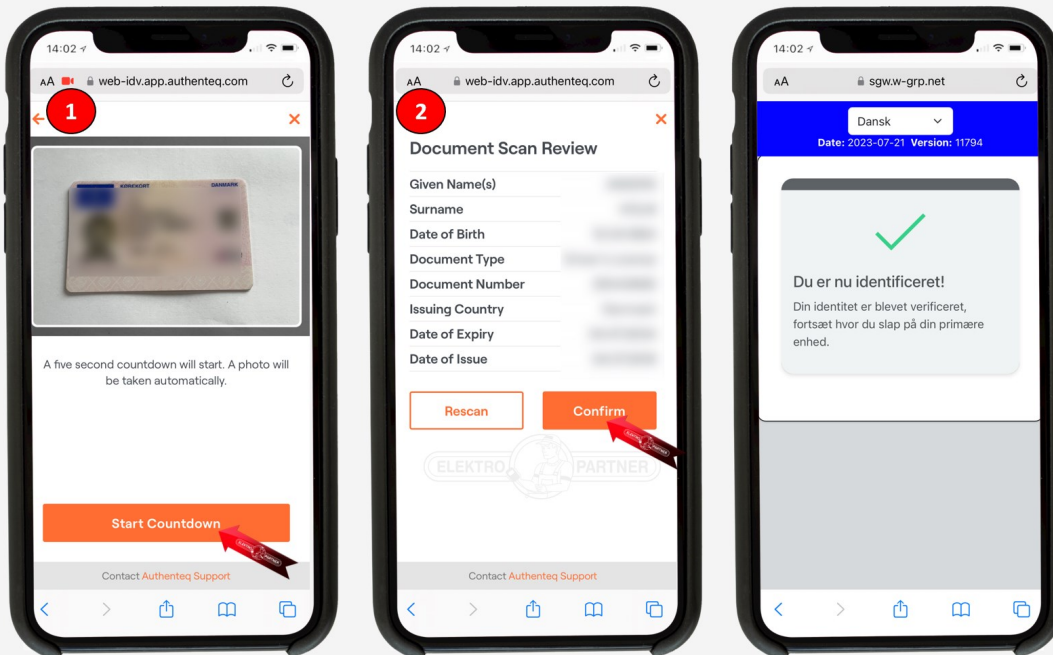 14:02
AA web-idv.app.authenteq.com
1
KØREKORT DANMARK
A five second countdown will start. A photo will
be taken automatically.
Start Countdown
Contact Authenteq Support
14:02
AA web-idv.app.authenteq.com
2
Document Scan Review
Given Name(s)
Surname
Date of Birth
Document Type
Document Number
Issuing Country
Date of Expiry
Date of Issue
Rescan
Confirm
ELEKTRO PARTNER
Contact Authenteq Support
14:02
AA sgw.w-grp.net
Dansk
Date: 2023-07-21 Version: 11794
Du er nu identificeret!
Din identitet er blevet verificeret,
fortsæt hvor du slap på din primære
enhed.